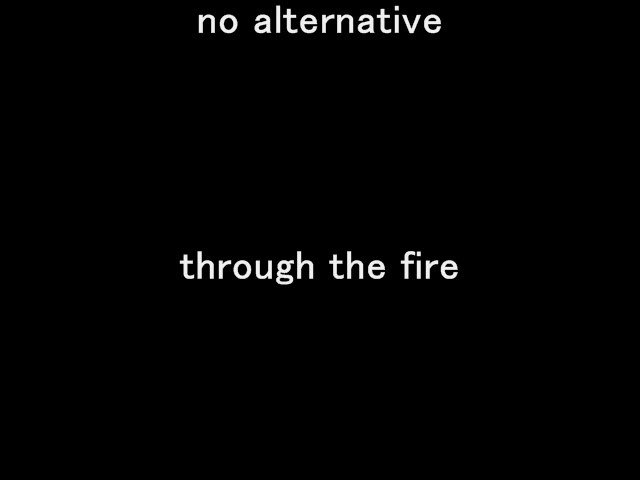 no alternative
through the fire